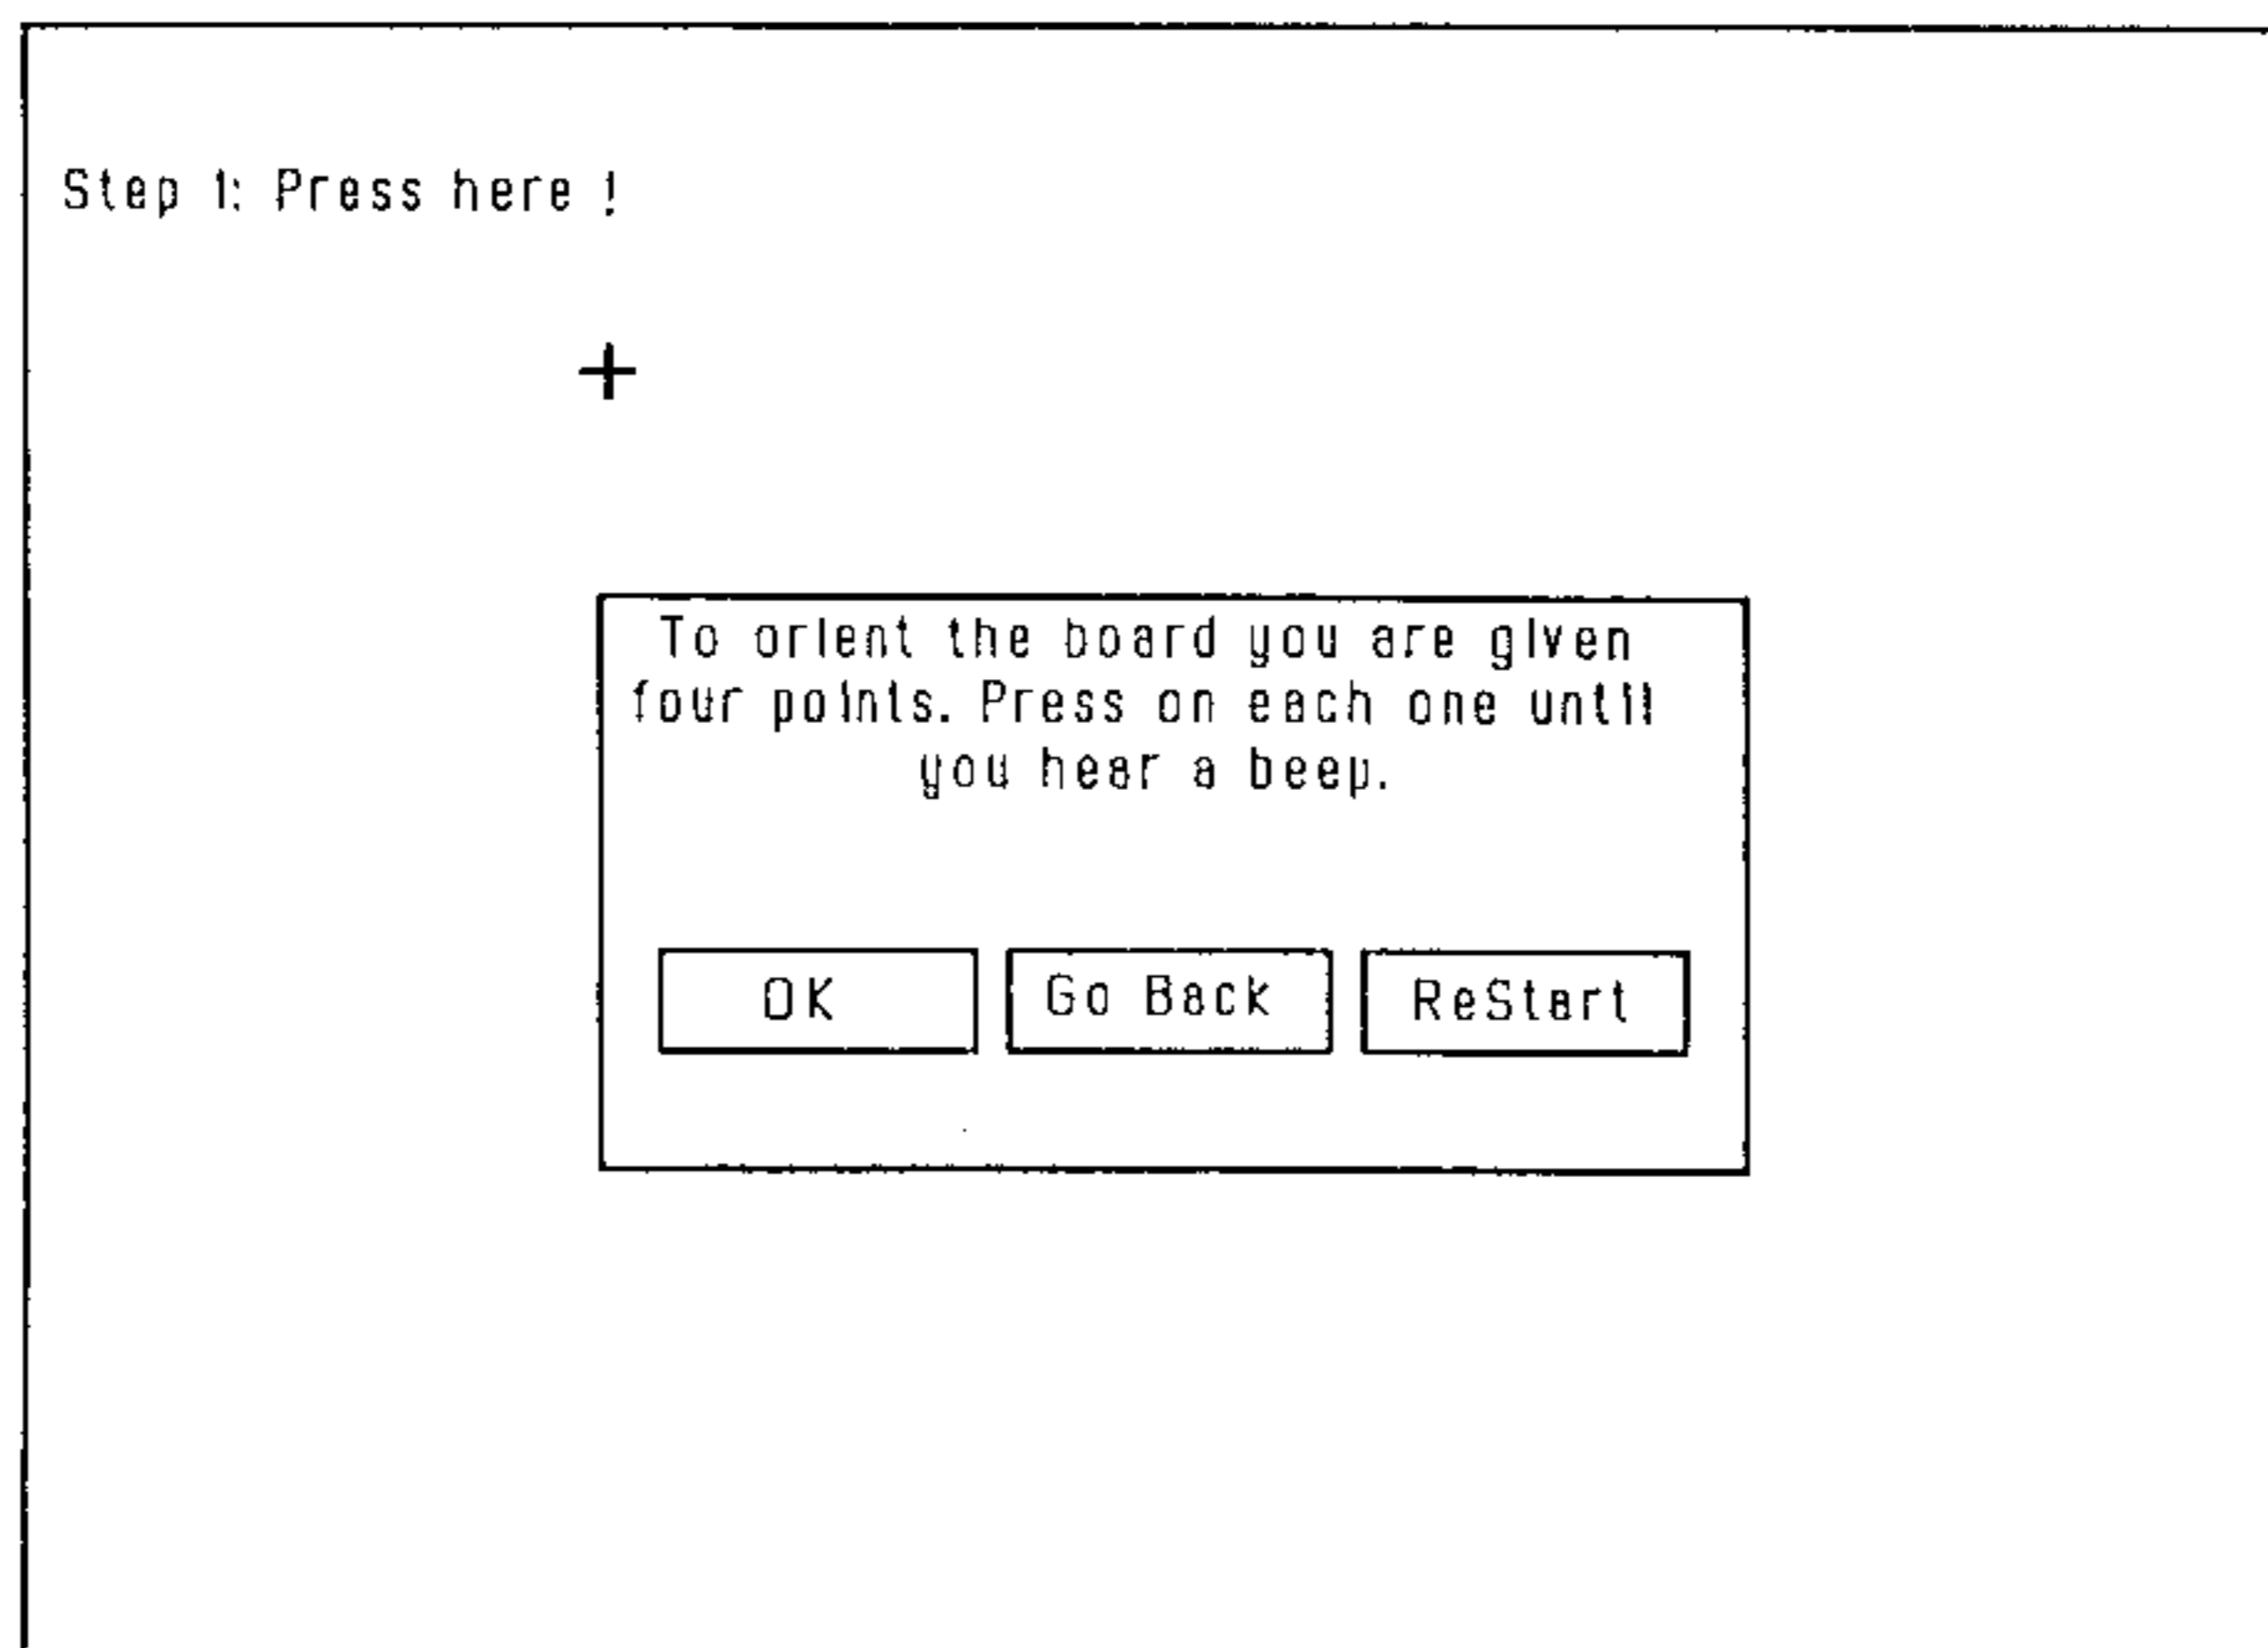 Step 1: Press here !
To orient the board you are given
four points. Press on each one until
you hear a beep.
OK
Go Back
ReStart